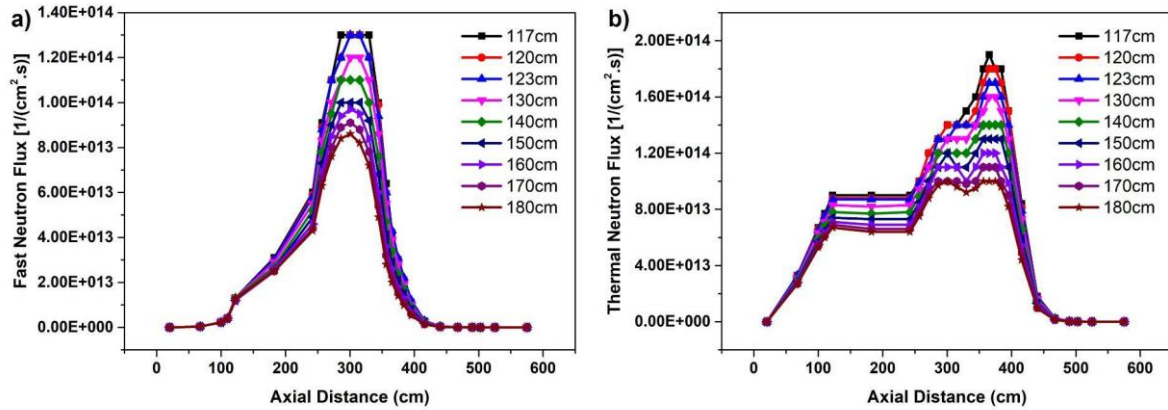 a)
Fast Neutron Flux [1/(cm².s)]
1.40E+014
1.20E+014
1.00E+014
8.00E+013
6.00E+013
4.00E+013
2.00E+013
0.00E+000
117cm
120cm
123cm
130cm
140cm
150cm
160cm
170cm
180cm
0 100 200 300 400 500 600
Axial Distance (cm)
b)
Thermal Neutron Flux [1/(cm².s)]
2.00E+014
1.60E+014
1.20E+014
8.00E+013
4.00E+013
0.00E+000
117cm
120cm
123cm
130cm
140cm
150cm
160cm
170cm
180cm
0 100 200 300 400 500 600
Axial Distance (cm)